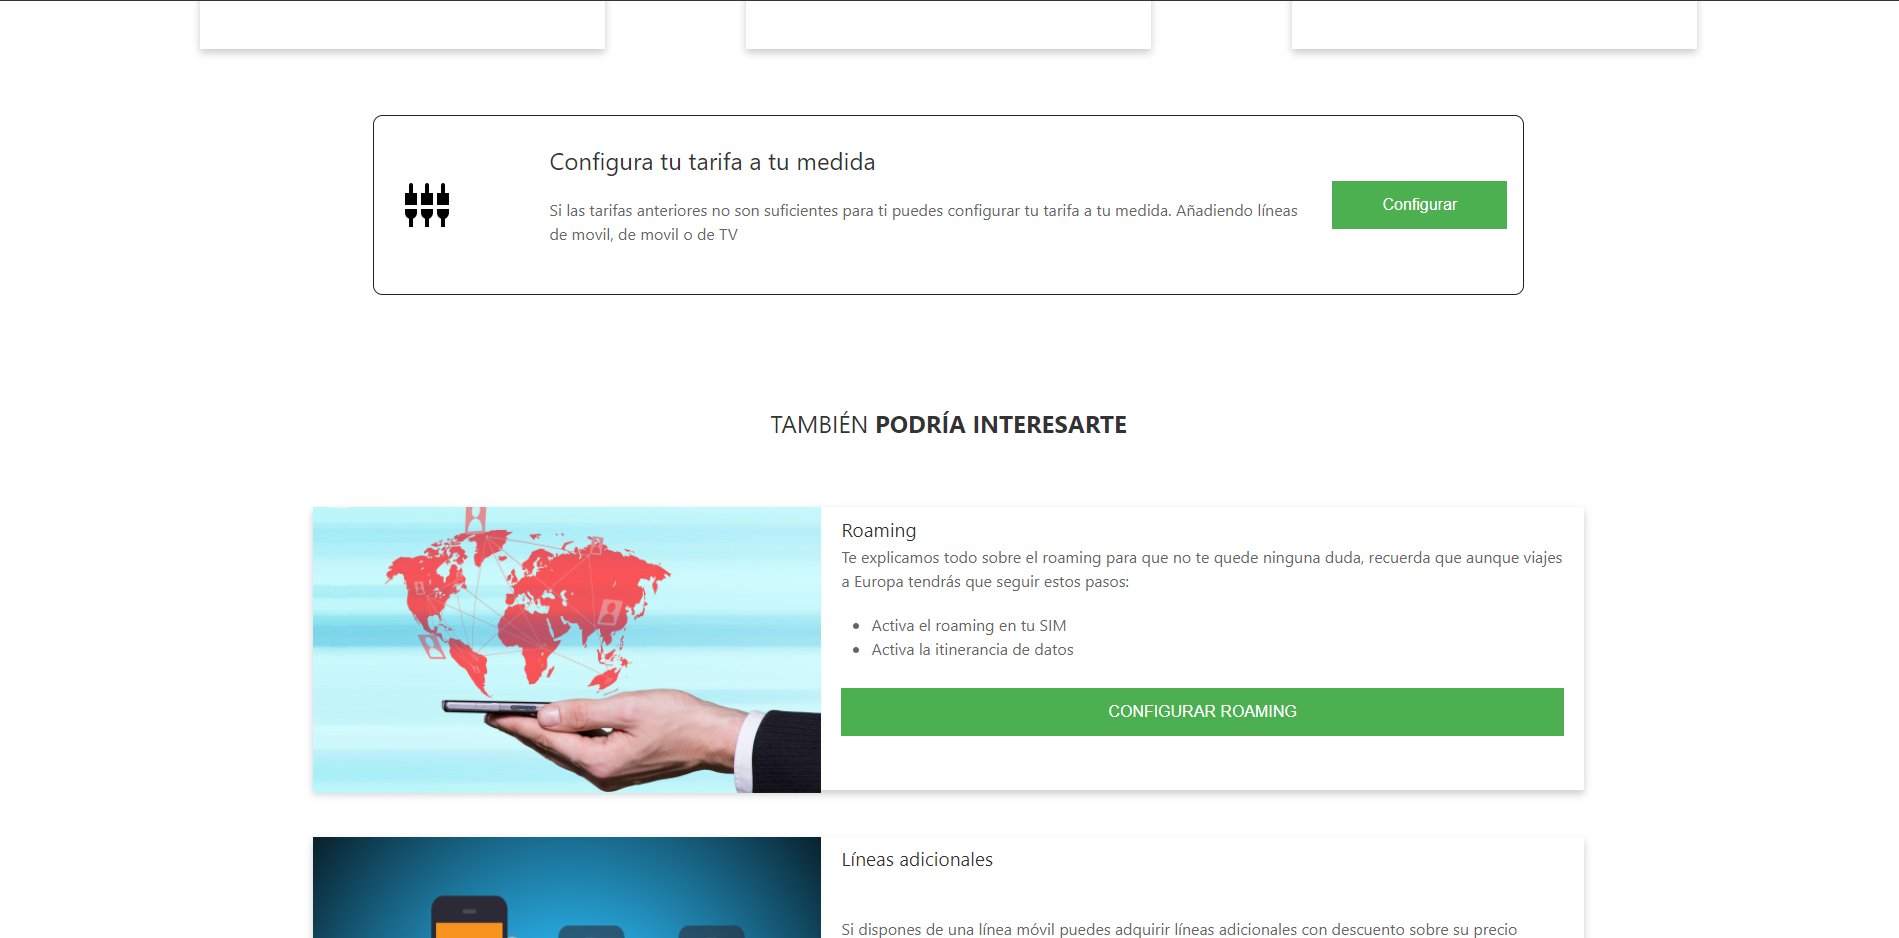 Configura tu tarifa a tu medida
Si las tarifas anteriores no son suficientes para ti puedes configurar tu tarifa a tu medida. Añadiendo líneas
de movil, de movil o de TV
Configurar
TAMBIÉN PODRÍA INTERESARTE
Roaming
Te explicamos todo sobre el roaming para que no te quede ninguna duda, recuerda que aunque viajes
a Europa tendrás que seguir estos pasos:
Activa el roaming en tu SIM
Activa la itinerancia de datos
CONFIGURAR ROAMING
Líneas adicionales
Si dispones de una línea móvil puedes adquirir líneas adicionales con descuento sobre su precio